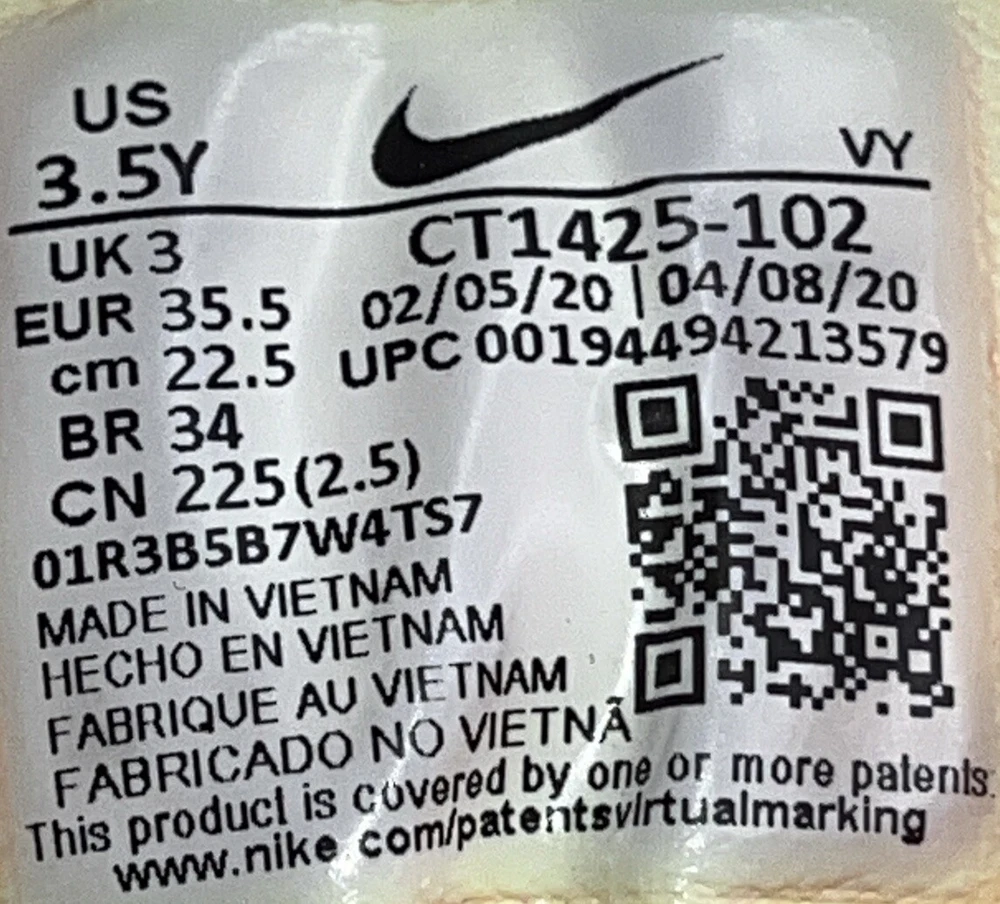 US
3.5Y
VY
UK 3
EUR 35.5
cm 22.5
BR 34
CN 225(2.5)
CT1425-102
02/05/20 | 04/08/20
UPC 00194494213579
01R3B5B7W4TS7
MADE IN VIETNAM
HECHO EN VIETNAM
FABRIQUE AU VIETNAM
FABRICADO NO VIETNÃ
This product is covered by one or more patents.
www.nike.com/patentsvirtualmarking